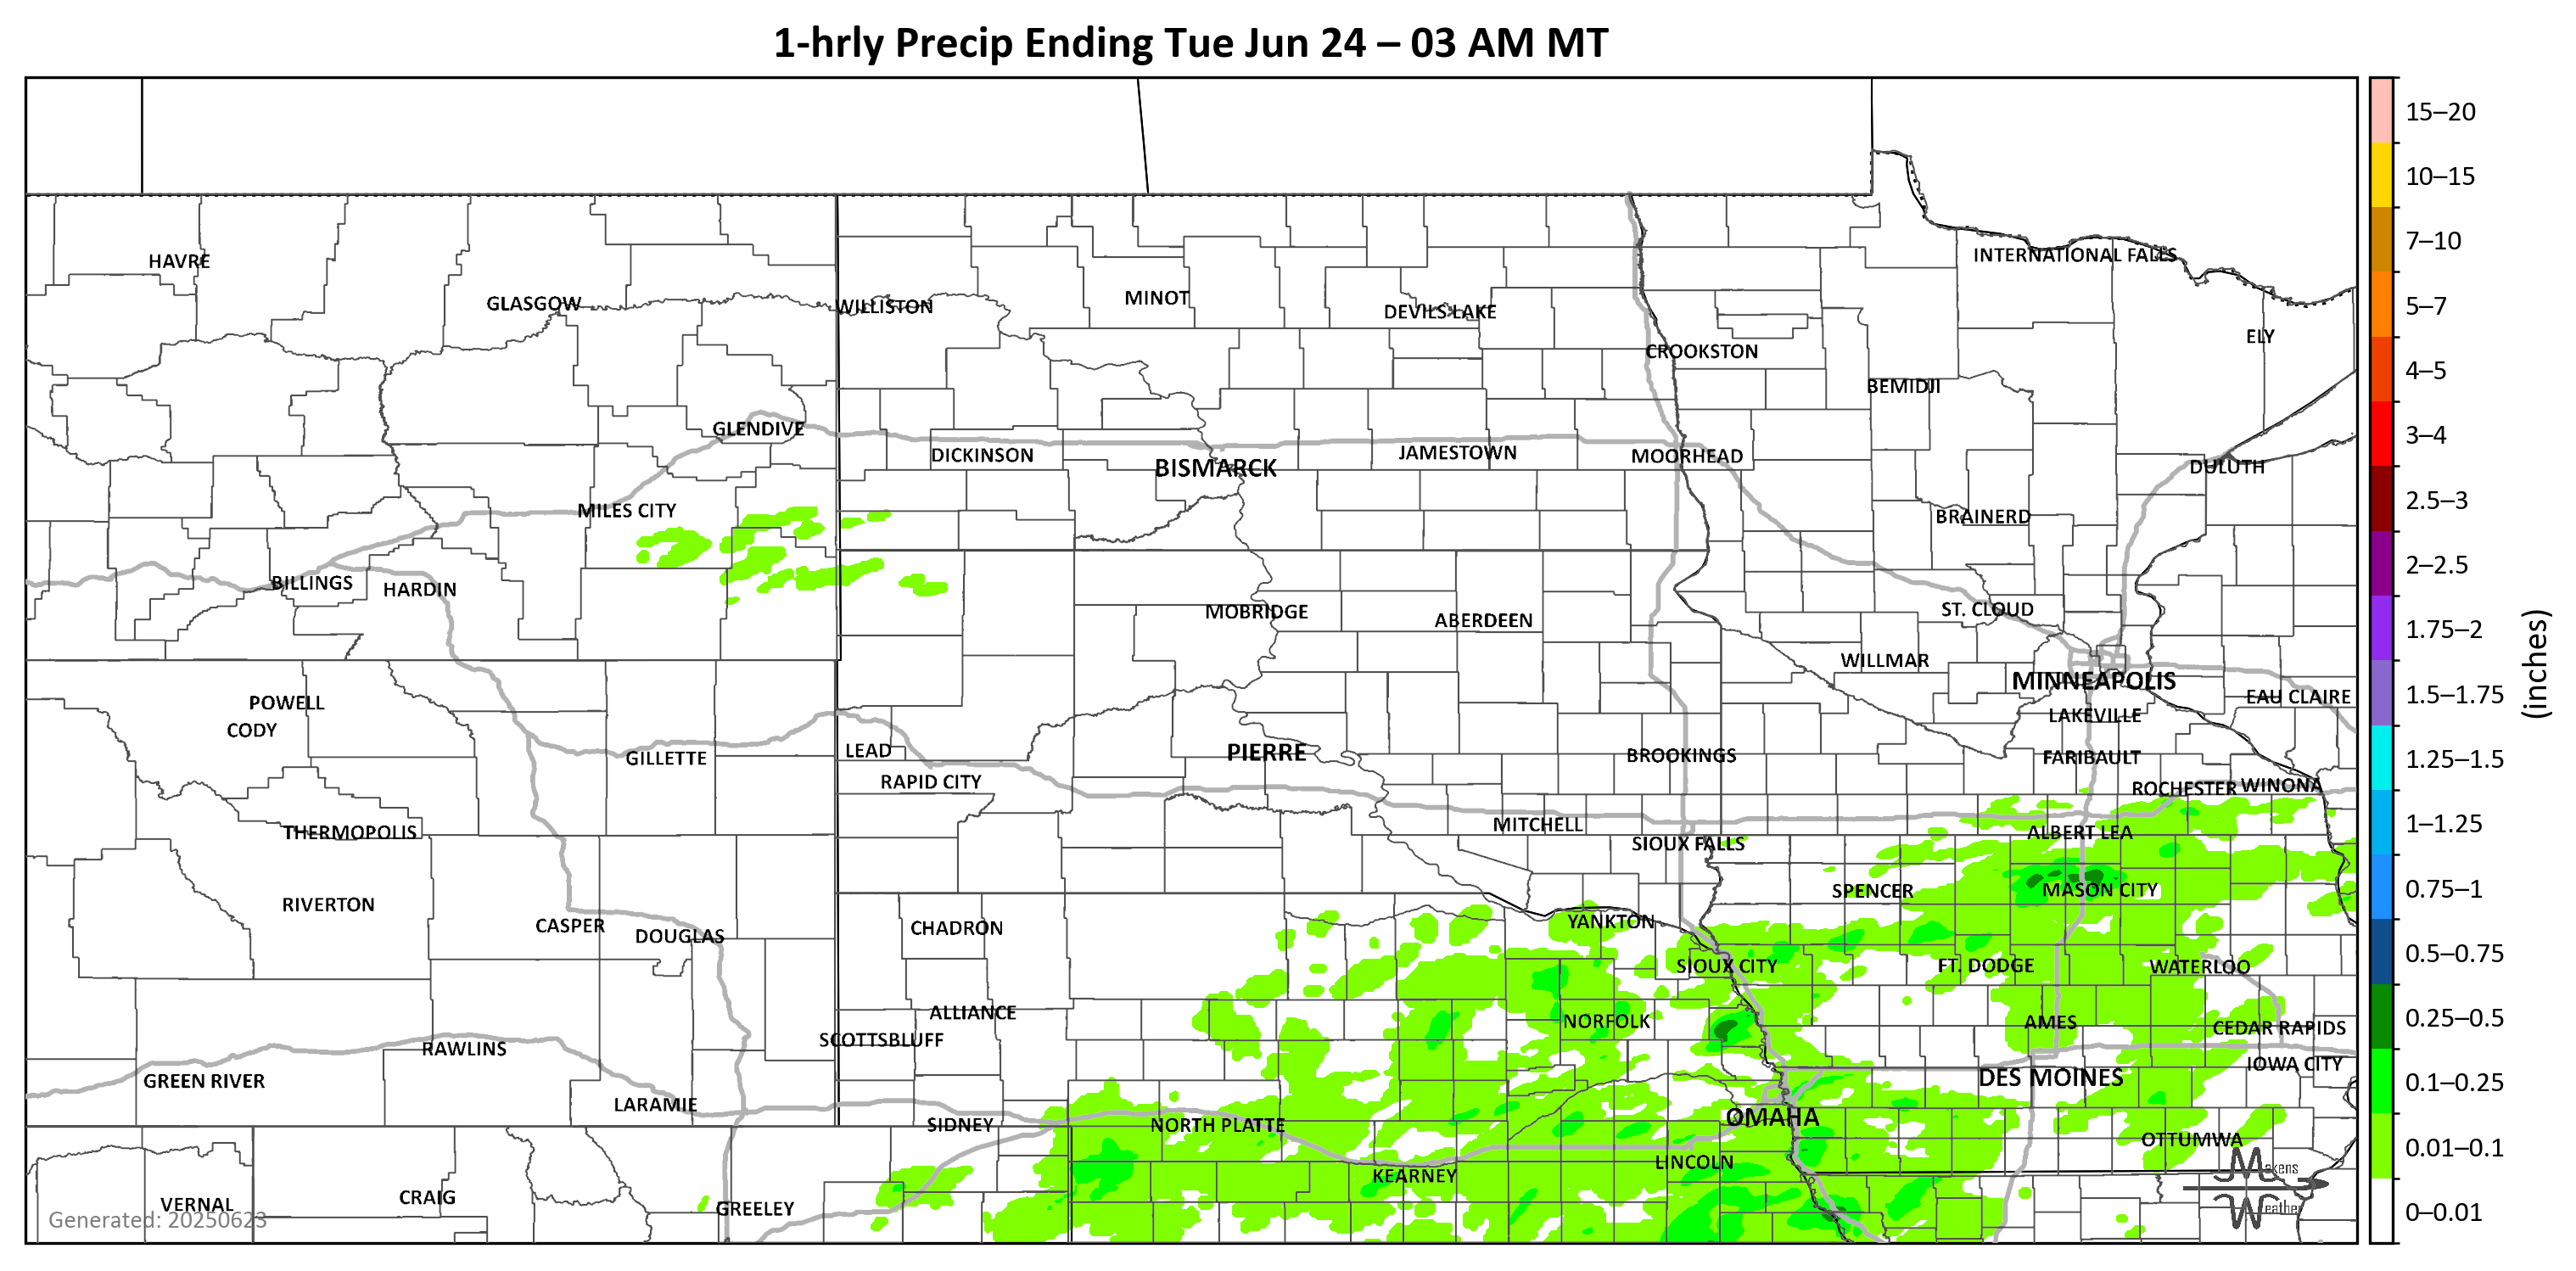 1-hrly Precip Ending Tue Jun 24 – 03 AM MT
15–20
10–15
7–10
5–7
4–5
3–4
2.5–3
2–2.5
1.75–2
1.5–1.75
1.25–1.5
1–1.25
0.75–1
0.5–0.75
0.25–0.5
0.1–0.25
0.01–0.1
0–0.01
(inches)
INTERNATIONAL FALLS
HAVRE
MINOT
GLASGOW
WILLISTON
DEVILS LAKE
ELY
CROOKSTON
BEMIDJI
GLENDIVE
DICKINSON
JAMESTOWN
MOORHEAD
BISMARCK
DULUTH
MILES CITY
BRAINERD
BILLINGS
HARDIN
MOBRIDGE
ABERDEEN
ST. CLOUD
WILLMAR
MINNEAPOLIS
POWELL
EAU CLAIRE
CODY
LAKEVILLE
GILLETTE
LEAD
PIERRE
BROOKINGS
FARIBAULT
RAPID CITY
ROCHESTER
WINONA
THERMOPOLIS
MITCHELL
ALBERT LEA
SIOUX FALLS
RIVERTON
SPENCER
MASON CITY
CASPER
DOUGLAS
CHADRON
YANKTON
SIOUX CITY
FT. DODGE
WATERLOO
ALLIANCE
NORFOLK
AMES
CEDAR RAPIDS
SCOTTSBLUFF
RAWLINS
IOWA CITY
GREEN RIVER
DES MOINES
LARAMIE
SIDNEY
NORTH PLATTE
OMAHA
OTTUMWA
KEARNEY
LINCOLN
VERNAL
CRAIG
GREELEY
Makens
Weather
Generated: 20250623